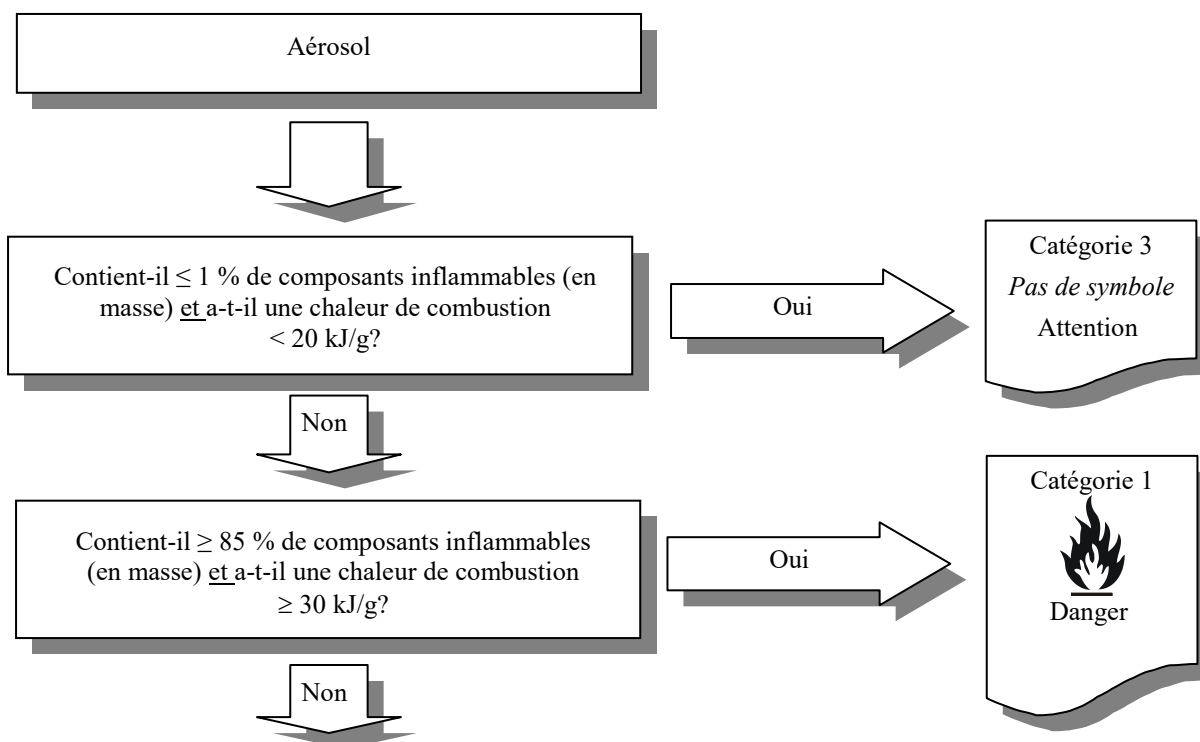 Aérosol
Contient-il ≤ 1 % de composants inflammables (en
masse) et a-t-il une chaleur de combustion
< 20 kJ/g?
Oui
Catégorie 3
Pas de symbole
Attention
Non
Contient-il ≥ 85 % de composants inflammables
(en masse) et a-t-il une chaleur de combustion
≥ 30 kJ/g?
Oui
Catégorie 1
Danger
Non